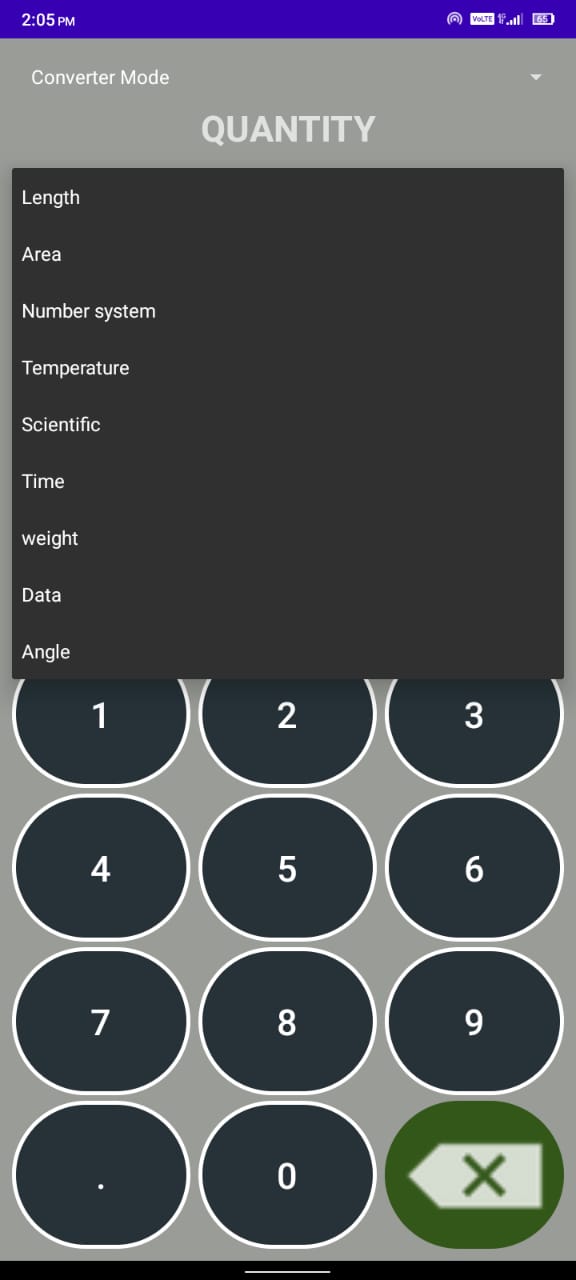 2:05 PM VoLTE 4G 65
Converter Mode
QUANTITY
Length
Area
Number system
Temperature
Scientific
Time
weight
Data
Angle
1 2 3
4 5 6
7 8 9
. 0